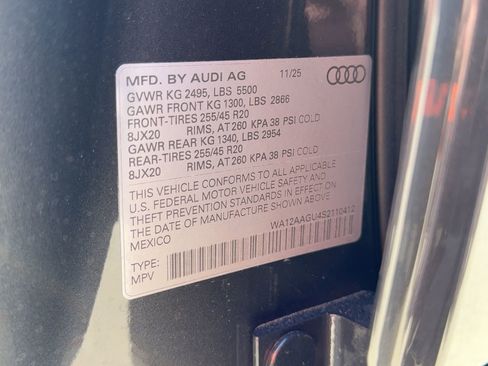 MFD. BY AUDI AG 11/25
GVWR KG 2495, LBS 5500
GAWR FRONT KG 1300, LBS 2866
FRONT-TIRES 255/45 R20
8JX20 RIMS, AT 260 KPA 38 PSI COLD
GAWR REAR KG 1340, LBS 2954
REAR-TIRES 255/45 R20
8JX20 RIMS, AT 260 KPA 38 PSI COLD
THIS VEHICLE CONFORMS TO ALL APPLICABLE
U.S. FEDERAL MOTOR VEHICLE SAFETY AND
THEFT PREVENTION STANDARDS IN EFFECT ON
THE DATE OF MANUFACTURE SHOWN ABOVE.
MEXICO
WA12AAGU4S2110412
TYPE:
MPV